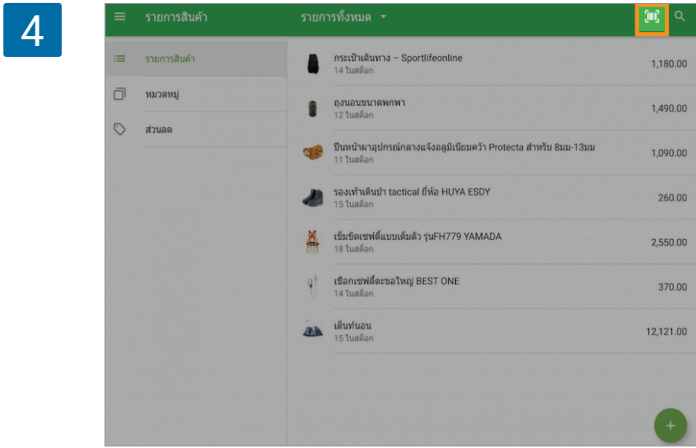 4
รายการสินค้า
รายการทั้งหมด
รายการสินค้า
หมวดหมู่
ส่วนลด
กระเป๋าเดินทาง – Sportlifeonline
14 ในสต็อก
1,180.00
ถุงนอนขนาดพกพา
12 ในสต็อก
1,490.00
ปีนหน้าผาอุปกรณ์กลางแจ้งอลูมิเนียมคว้า Protecta สำหรับ 8มม-13มม
11 ในสต็อก
1,090.00
รองเท้าเดินป่า tactical ยี่ห้อ HUYA ESDY
15 ในสต็อก
260.00
เข็มขัดเซฟตี้แบบเต็มตัว รุ่นFH779 YAMADA
18 ในสต็อก
2,550.00
เชือกเซฟตี้ตะขอใหญ่ BEST ONE
14 ในสต็อก
370.00
เต็นท์นอน
15 ในสต็อก
12,121.00